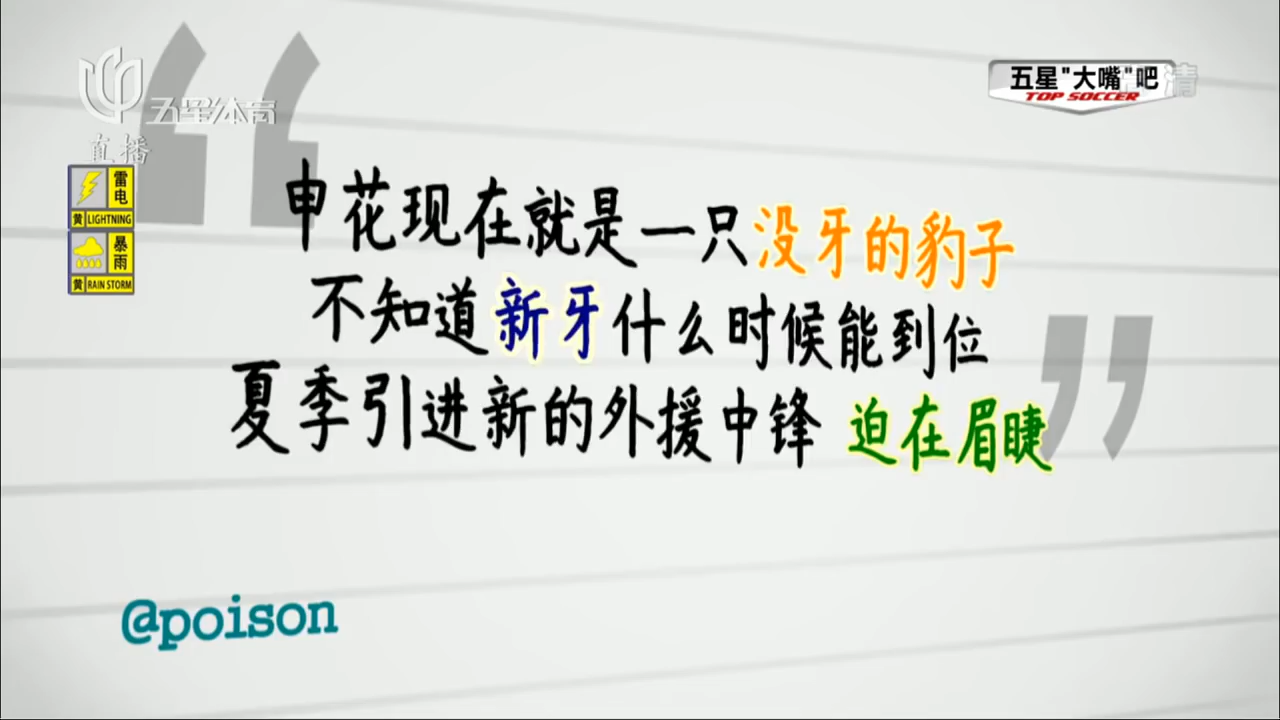 五星体育
直播
五星"大嘴"吧
TOP SOCCER
高清
雷电
黄 LIGHTNING
暴雨
黄 RAIN STORM
申花现在就是一只没牙的豹子
不知道新牙什么时候能到位
夏季引进新的外援中锋 迫在眉睫
@poison